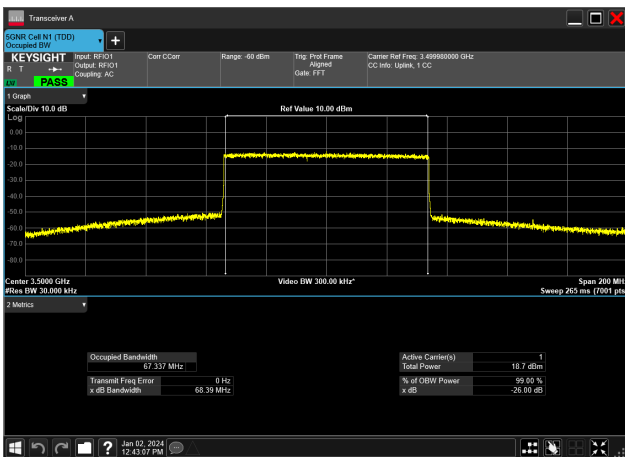 Transceiver A
5GNR Cell N1 (TDD)
Occupied BW
KEYSIGHT
R T
LV
PASS
Input: RFIO1
Output: RFIO1
Coupling: AC
Corr CCorr
Range: -60 dBm
Trig: Prot Frame
Aligned
Gate: FFT
Carrier Ref Freq: 3.499980000 GHz
CC Info: Uplink, 1 CC
1 Graph
Scale/Div 10.0 dB
Ref Value 10.00 dBm
Log
0.00
-10.0
-20.0
-30.0
-40.0
-50.0
-60.0
-70.0
-80.0
Center 3.5000 GHz
Video BW 300.00 kHz*
Span 200 MHz
#Res BW 30.000 kHz
Sweep 265 ms (7001 pts
2 Metrics
Occupied Bandwidth
67.337 MHz
Transmit Freq Error 0 Hz
x dB Bandwidth 68.39 MHz
Active Carrier(s) 1
Total Power 18.7 dBm
% of OBW Power 99.00 %
x dB -26.00 dB
?
Jan 02, 2024
12:43:07 PM